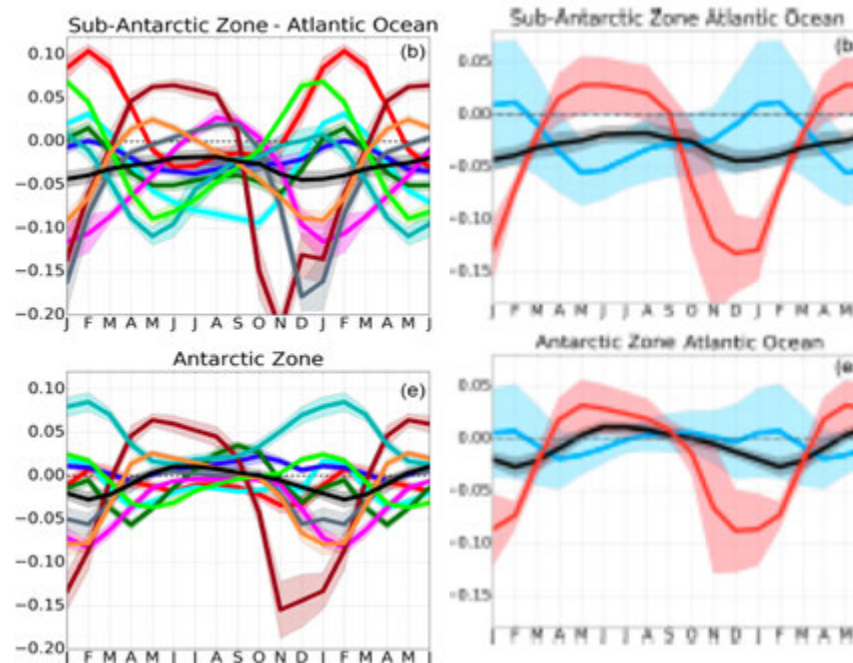 Sub-Antarctic Zone - Atlantic Ocean
(b)
0.10
0.05
0.00
−0.05
−0.10
−0.15
−0.20
J F M A M J J A S O N D J F M A M J
Sub-Antarctic Zone Atlantic Ocean
(b
0.05
0.00
-0.05
-0.10
-0.15
J F M A M J J A S O N D J F M A M
Antarctic Zone
(e)
0.10
0.05
0.00
−0.05
−0.10
−0.15
−0.20
J F M A M J J A S O N D J F M A M J
Antarctic Zone Atlantic Ocean
(e
0.05
0.00
-0.05
-0.10
-0.15
J F M A M J J A S O N D J F M A M